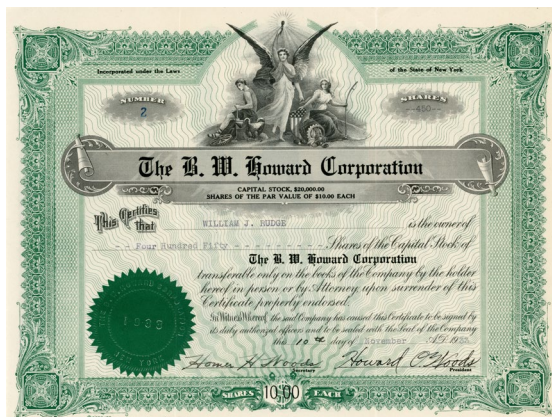 Incorporated under the Laws
of the State of New York
NUMBER
2
SHARES
--450--
The B. W. Howard Corporation
CAPITAL STOCK, $20,000.00
SHARES OF THE PAR VALUE OF $10.00 EACH
This Certifies that WILLIAM J. RUDGE is the owner of
- - Four Hundred Fifty - - - - - - - - - Shares of the Capital Stock of
The B. W. Howard Corporation
transferable only on the books of the Company by the holder
hereof in person or by Attorney upon surrender of this
Certificate properly endorsed.
In Witness Whereof, the said Company has caused this Certificate to be signed by
its duly authorized officers and to be sealed with the Seal of the Company
this 10th day of November A.D. 19
Homer H Woods Howard C Woods
Secretary President
SHARES 10.00 EACH